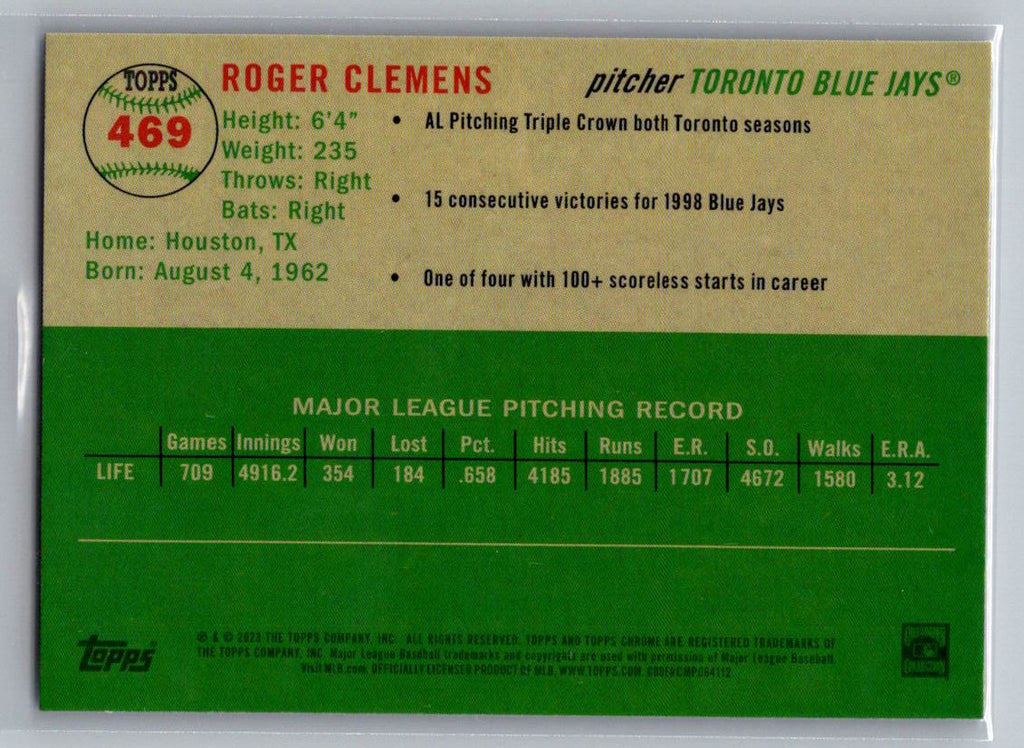 TOPPS
469
ROGER CLEMENS
pitcher TORONTO BLUE JAYS®
Height: 6'4"
Weight: 235
Throws: Right
Bats: Right
Home: Houston, TX
Born: August 4, 1962
• AL Pitching Triple Crown both Toronto seasons
• 15 consecutive victories for 1998 Blue Jays
• One of four with 100+ scoreless starts in career
MAJOR LEAGUE PITCHING RECORD
Games Innings Won Lost Pct. Hits Runs E.R. S.O. Walks E.R.A.
LIFE 709 4916.2 354 184 .658 4185 1885 1707 4672 1580 3.12
topps
® & © 2023 THE TOPPS COMPANY, INC. ALL RIGHTS RESERVED. TOPPS AND TOPPS CHROME ARE REGISTERED TRADEMARKS OF
THE TOPPS COMPANY, INC. Major League Baseball trademarks and copyrights are used with permission of Major League Baseball.
Visit MLB.com. OFFICIALLY LICENSED PRODUCT OF MLB. WWW.TOPPS.COM. CODE#CMP064112